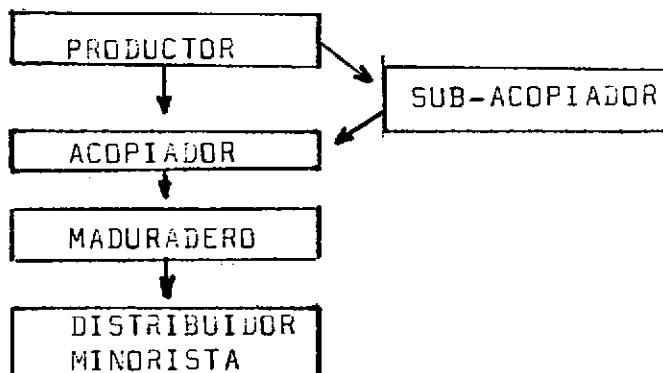 PRODUCTOR
SUB-ACOPIADOR
ACOPIADOR
MADURADERO
DISTRIBUIDOR
MINORISTA